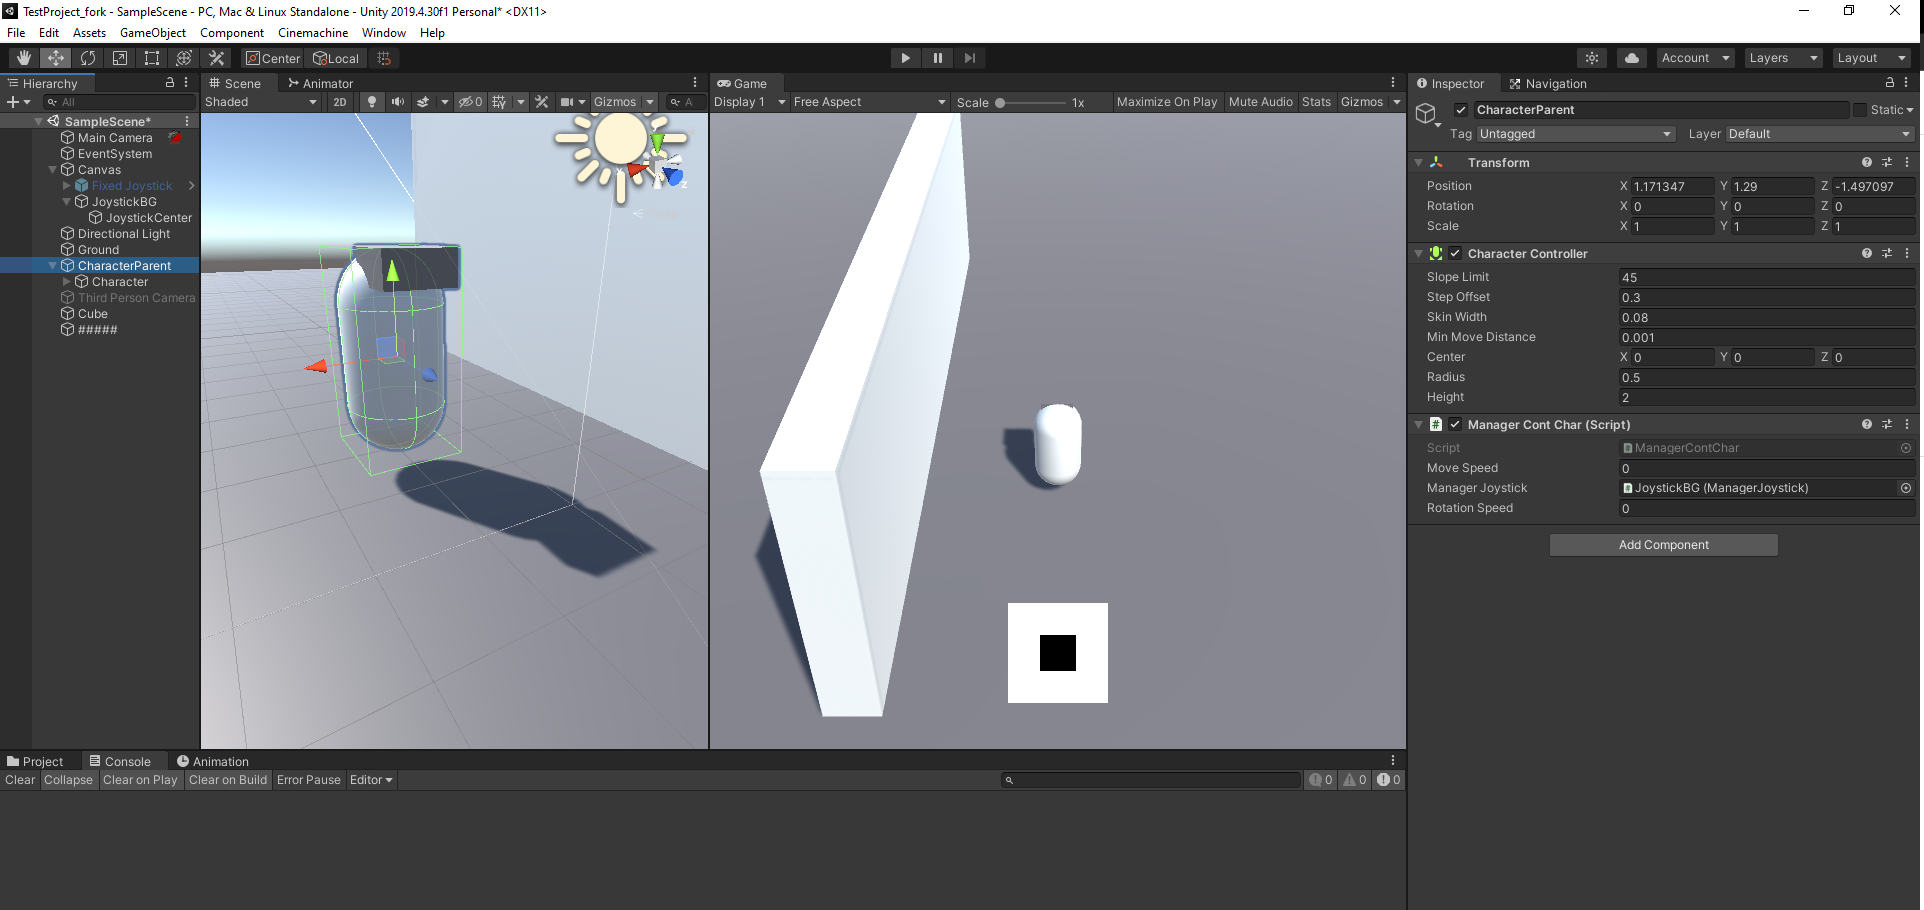 TestProject_fork - SampleScene - PC, Mac & Linux Standalone - Unity 2019.4.30f1 Personal* <DX11>
File Edit Assets GameObject Component Cinemachine Window Help
Center Local Account Layers Layout
Hierarchy
All
SampleScene*
Main Camera
EventSystem
Canvas
Fixed Joystick
JoystickBG
JoystickCenter
Directional Light
Ground
CharacterParent
Character
Third Person Camera
Cube
#####
Scene Animator
Shaded 2D 0 Gizmos A
Y
X
Z
Game
Display 1 Free Aspect Scale 1x Maximize On Play Mute Audio Stats Gizmos
Inspector Navigation
CharacterParent Static
Tag Untagged Layer Default
Transform
Position X 1.171347 Y 1.29 Z -1.497097
Rotation X 0 Y 0 Z 0
Scale X 1 Y 1 Z 1
Character Controller
Slope Limit 45
Step Offset 0.3
Skin Width 0.08
Min Move Distance 0.001
Center X 0 Y 0 Z 0
Radius 0.5
Height 2
Manager Cont Char (Script)
Script ManagerContChar
Move Speed 0
Manager Joystick JoystickBG (ManagerJoystick)
Rotation Speed 0
Add Component
Project Console Animation
Clear Collapse Clear on Play Clear on Build Error Pause Editor 0 0 0